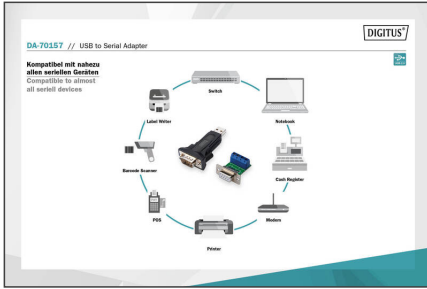 DIGITUS®
DA-70157 // USB to Serial Adapter
Kompatibel mit nahezu
allen seriellen Geräten
Compatible to almost
all seriell devices
Switch
Label Writer
Notebook
Barcode Scanner
Cash Register
POS
Modem
Printer